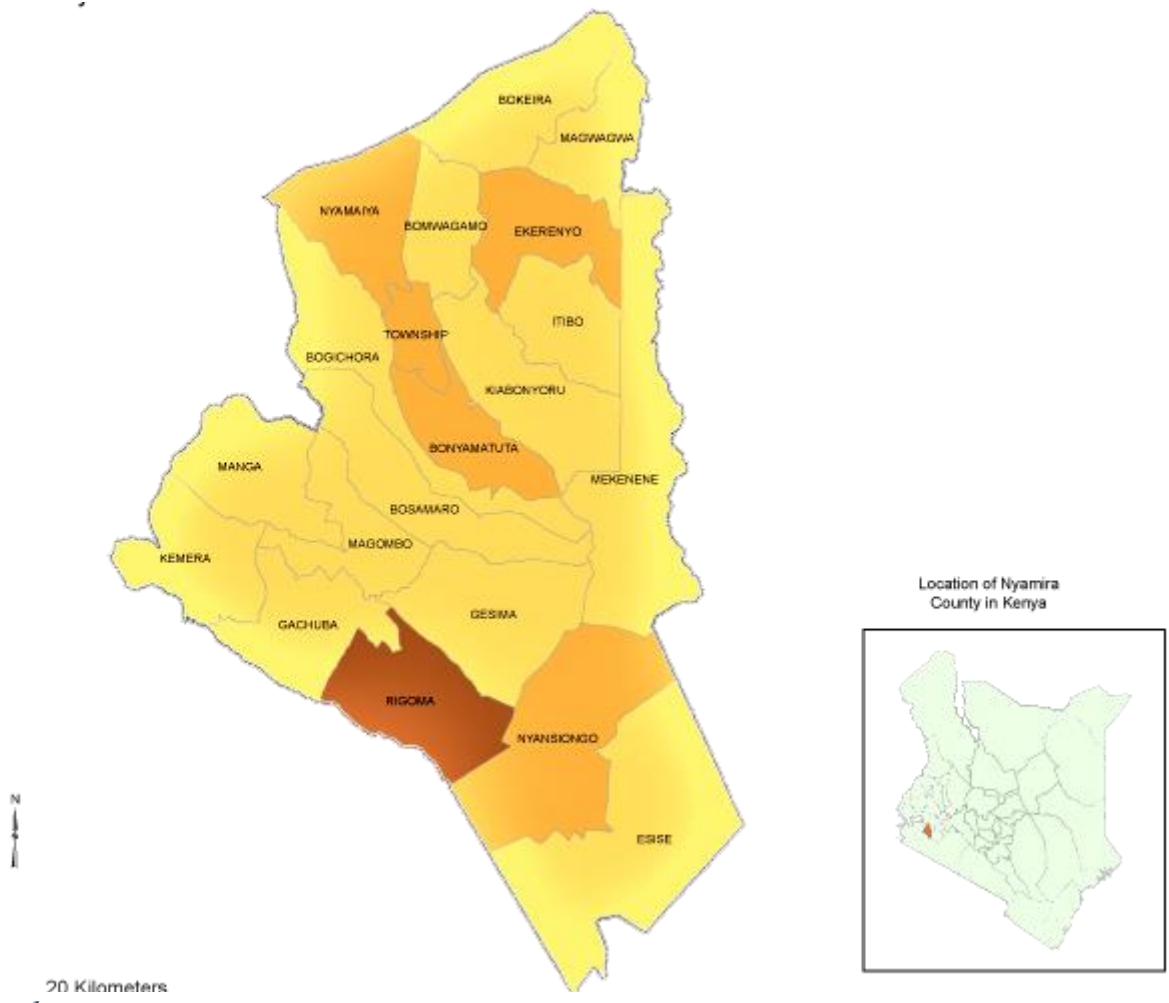 BOKEIRA
MAGWAGWA
NYAMAIYA
BOMWAGAMO
EKERENYO
ITIBO
TOWNSHIP
BOGICHORA
KIABONYORU
BONYAMATUTA
MANGA
MEKENENE
BOSAMARO
MAGOMBO
KEMERA
GESIMA
GACHUBA
RIGOMA
NYANSIONGO
ESISE
Location of Nyamira
County in Kenya
N
20 Kilometers